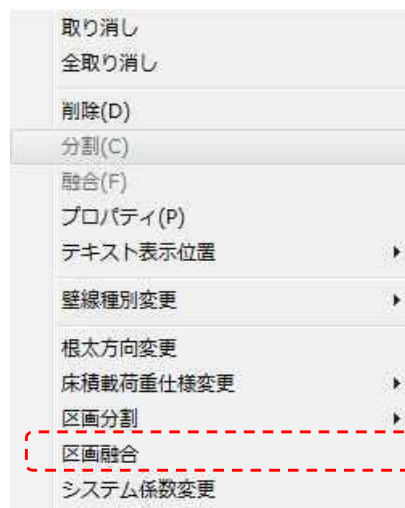 取り消し
全取り消し
削除(D)
分割(C)
融合(F)
プロパティ(P)
テキスト表示位置
壁線種別変更
根太方向変更
床積載荷重仕様変更
区画分割
区画融合
システム係数変更